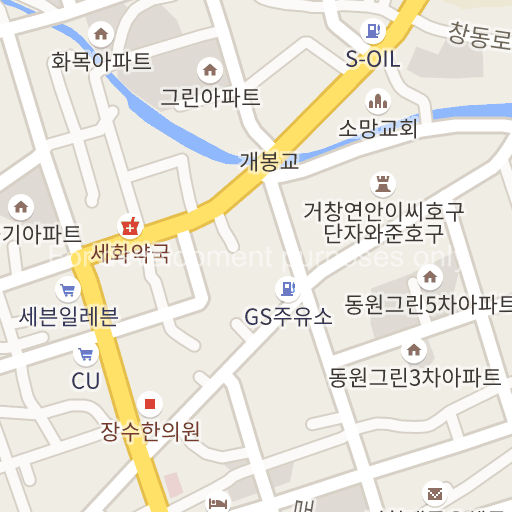 창동로
S-OIL
화목아파트
그린아파트
소망교회
개봉교
거창연안이씨호구
단자와준호구
기아파트
세화약국
For development purposes only
동원그린5차아파트
세븐일레븐
GS주유소
CU
동원그린3차아파트
장수한의원